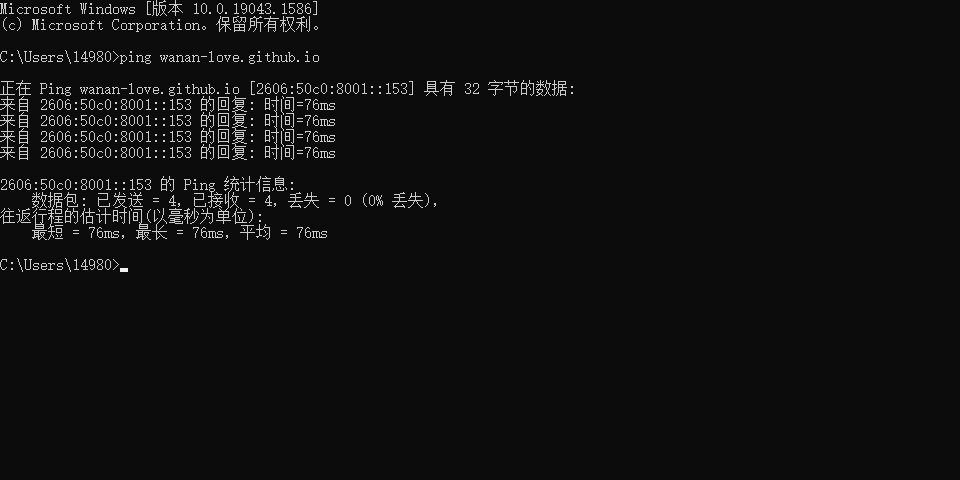 Microsoft Windows [版本 10.0.19043.1586]
(c) Microsoft Corporation。保留所有权利。
C:\Users\14980>ping wanan-love.github.io
正在 Ping wanan-love.github.io [2606:50c0:8001::153] 具有 32 字节的数据:
来自 2606:50c0:8001::153 的回复: 时间=76ms
来自 2606:50c0:8001::153 的回复: 时间=76ms
来自 2606:50c0:8001::153 的回复: 时间=76ms
来自 2606:50c0:8001::153 的回复: 时间=76ms
2606:50c0:8001::153 的 Ping 统计信息:
数据包: 已发送 = 4, 已接收 = 4, 丢失 = 0 (0% 丢失),
往返行程的估计时间(以毫秒为单位):
最短 = 76ms, 最长 = 76ms, 平均 = 76ms
C:\Users\14980>